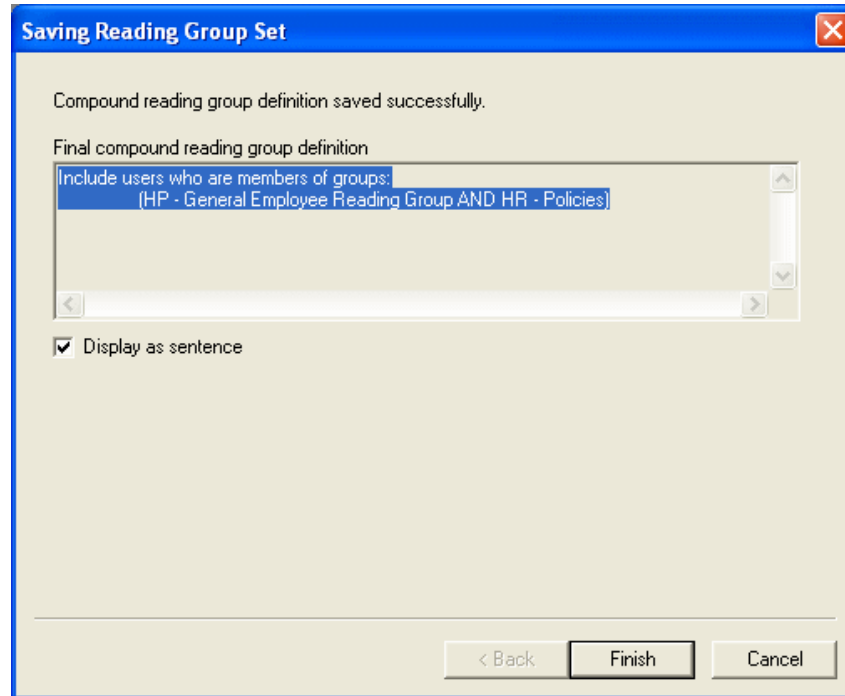 Saving Reading Group Set
Compound reading group definition saved successfully.
Final compound reading group definition
Include users who are members of groups:
(HP - General Employee Reading Group AND HR - Policies)
Display as sentence
< Back Finish Cancel